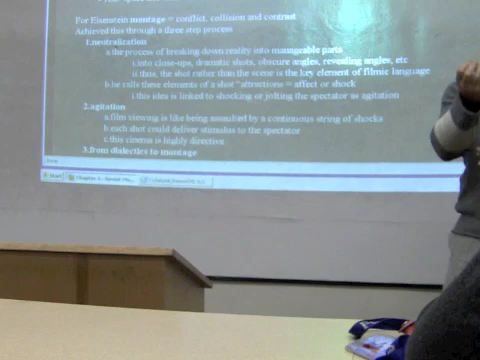 For Eisenstein montage = conflict, collision and contrast
Achieved this through a three step process
1.neutralization
a.the process of breaking down reality into manageable parts
i.into close-ups, dramatic shots, obscure angles, revealing angles, etc
ii thus, the shot rather than the scene is the key element of filmic language
b.he calls these elements of a shot "attractions = affect or shock
i.this idea is linked to shocking or jolting the spectator as agitation
2.agitation
a.film viewing is like being assaulted by a continuous string of shocks
b.each shot could deliver stimulus to the spectator
c.this cinema is highly directive
3.from dialectics to montage
Start